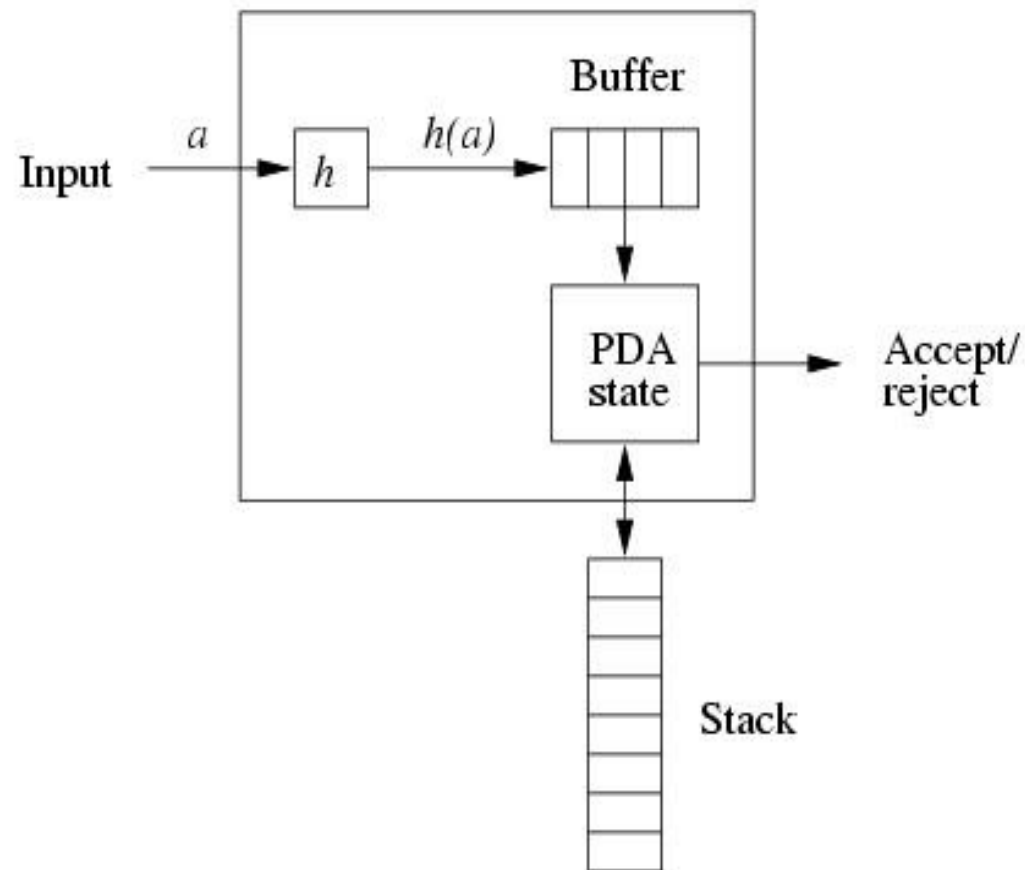 Buffer
a
h(a)
Input
h
PDA
state
Accept/
reject
Stack